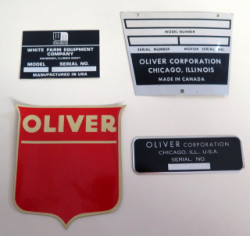 WHITE FARM EQUIPMENT
COMPANY
MODEL SERIAL NO.
MANUFACTURED IN USA
MODEL NUMBER
SERIAL NUMBER MOTOR SERIAL NO.
OLIVER CORPORATION
CHICAGO, ILLINOIS
MADE IN CANADA
OLIVER
OLIVER CORPORATION
CHICAGO, ILL., U.S.A.
SERIAL NO.